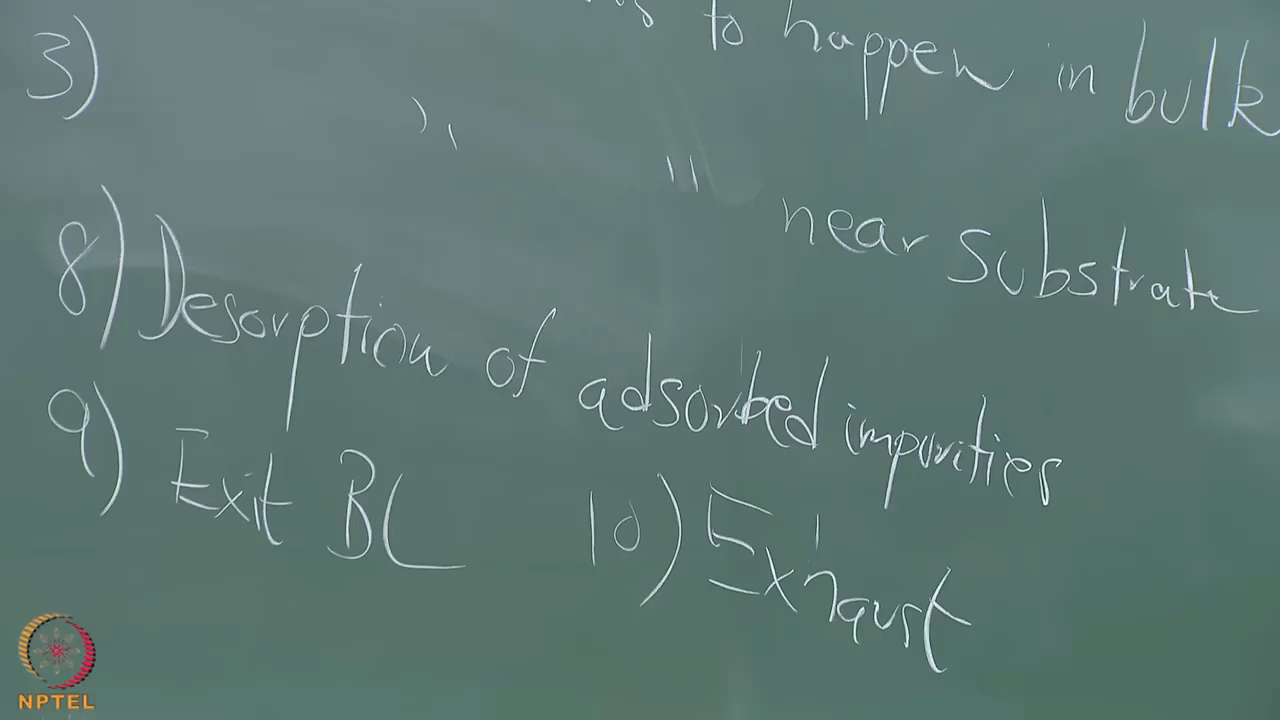 to happen in bulk
3) " " near substrate
8) Desorption of adsorbed impurities
9) Exit BL 10) Exhaust
NPTEL